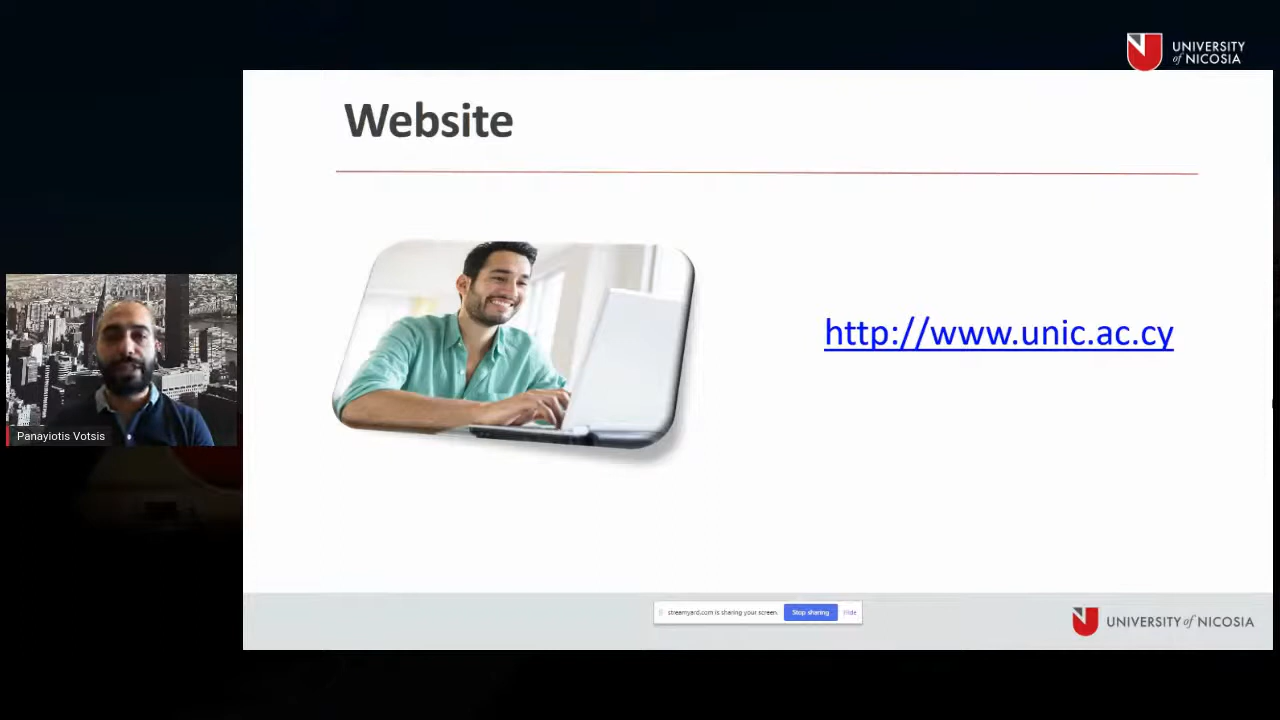 UNIVERSITY
of NICOSIA
Website
http://www.unic.ac.cy
Panayiotis Votsis
streamyard.com is sharing your screen.
Stop sharing
Hide
UNIVERSITY of NICOSIA